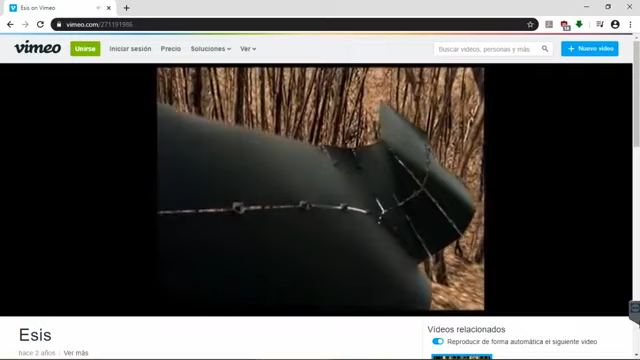 Esis on Vimeo
vimeo.com/271191986
vimeo
Unirse
Iniciar sesión
Precio
Soluciones
Ver
Buscar videos, personas y más
+ Nuevo video
Esis
hace 2 años
Ver más
Vídeos relacionados
Reproducir de forma automática el siguiente video